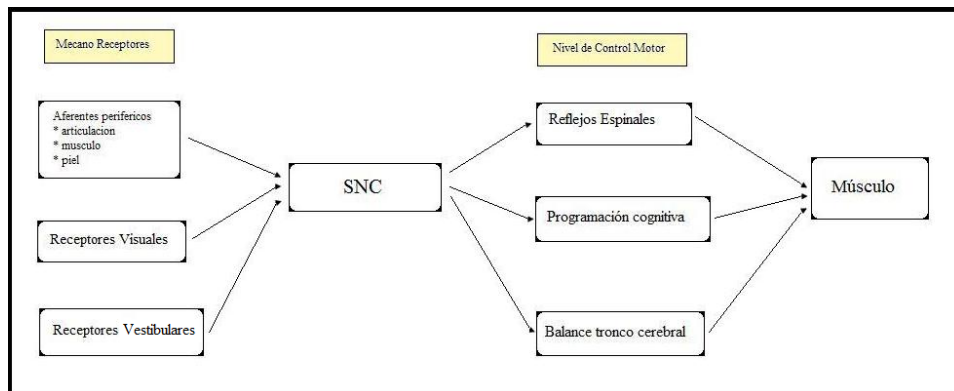 Mecano Receptores
Nivel de Control Motor
Aferentes perifericos
* articulacion
* musculo
* piel
Receptores Visuales
Receptores Vestibulares
SNC
Reflejos Espinales
Programación cognitiva
Balance tronco cerebral
Músculo